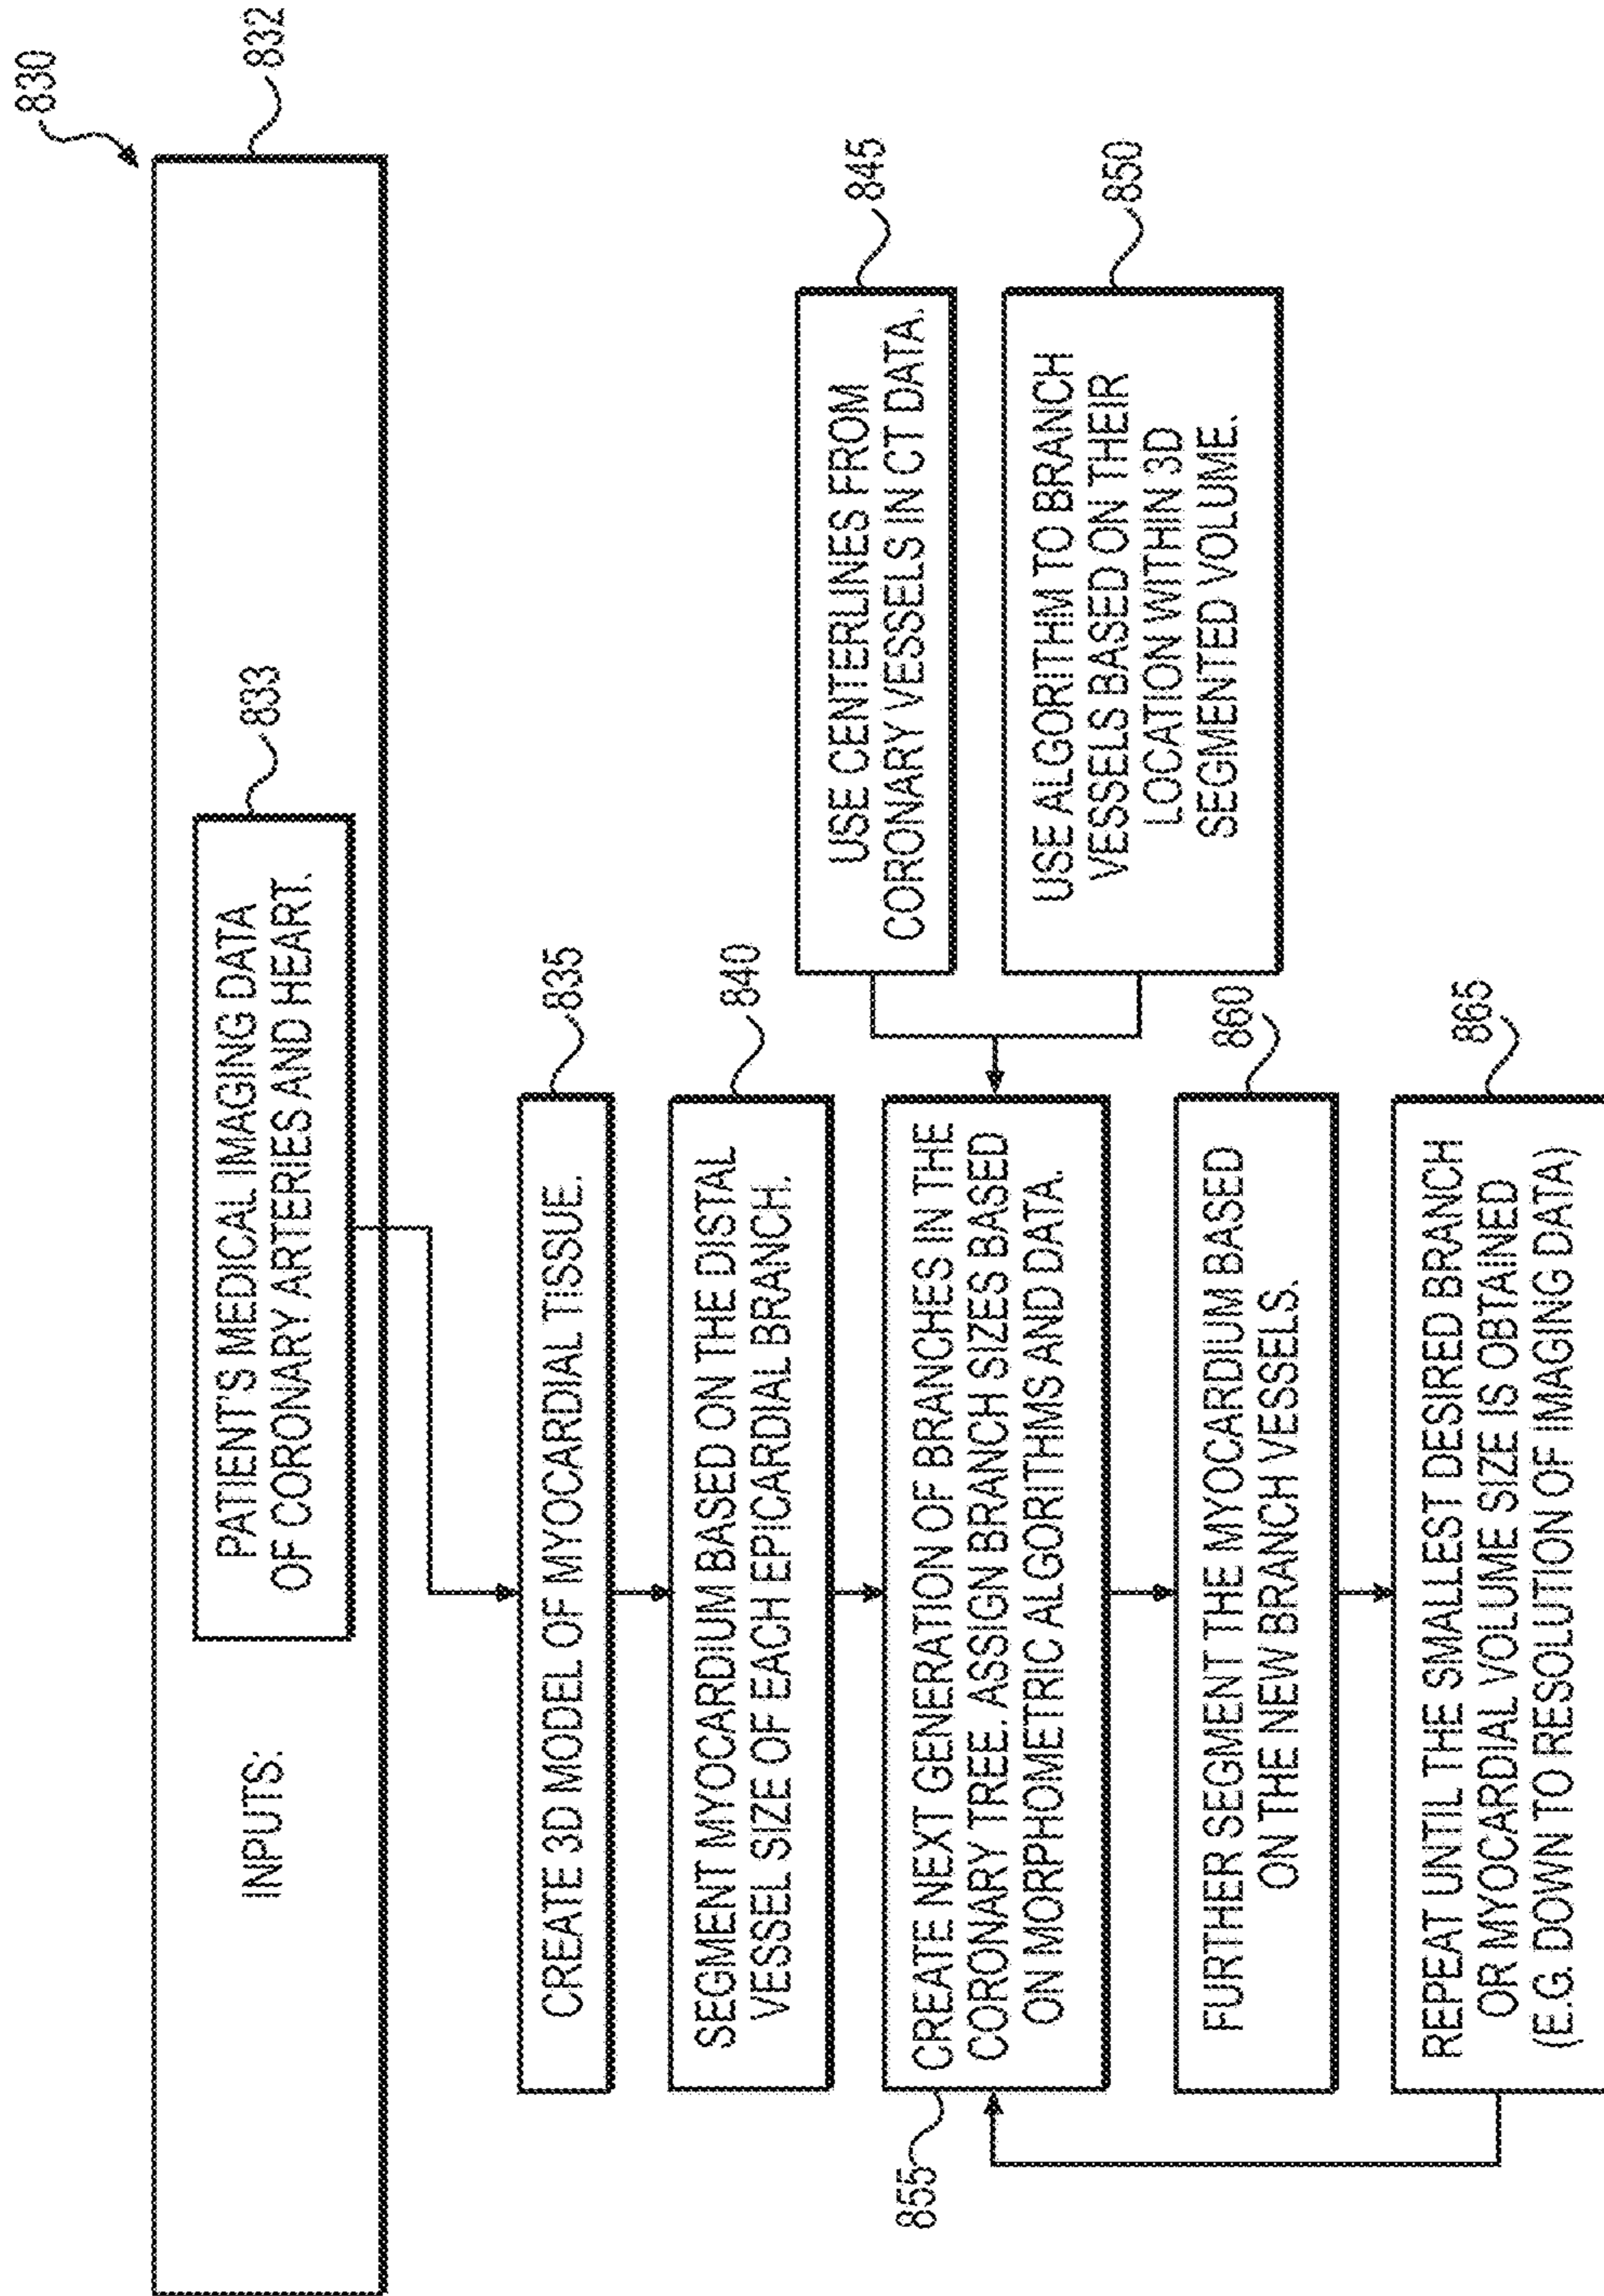 830
832
INPUTS:
833
PATIENT'S MEDICAL IMAGING DATA
OF CORONARY ARTERIES AND HEART.
835
CREATE 3D MODEL OF MYOCARDIAL TISSUE.
840
SEGMENT MYOCARDIUM BASED ON THE DISTAL
VESSEL SIZE OF EACH EPICARDIAL BRANCH.
845
USE CENTERLINES FROM
CORONARY VESSELS IN CT DATA.
850
USE ALGORITHM TO BRANCH
VESSELS BASED ON THEIR
LOCATION WITHIN 3D
SEGMENTED VOLUME.
855
CREATE NEXT GENERATION OF BRANCHES IN THE
CORONARY TREE. ASSIGN BRANCH SIZES BASED
ON MORPHOMETRIC ALGORITHMS AND DATA.
860
FURTHER SEGMENT THE MYOCARDIUM BASED
ON THE NEW BRANCH VESSELS.
865
REPEAT UNTIL THE SMALLEST DESIRED BRANCH
OR MYOCARDIAL VOLUME SIZE IS OBTAINED
(E.G. DOWN TO RESOLUTION OF IMAGING DATA)